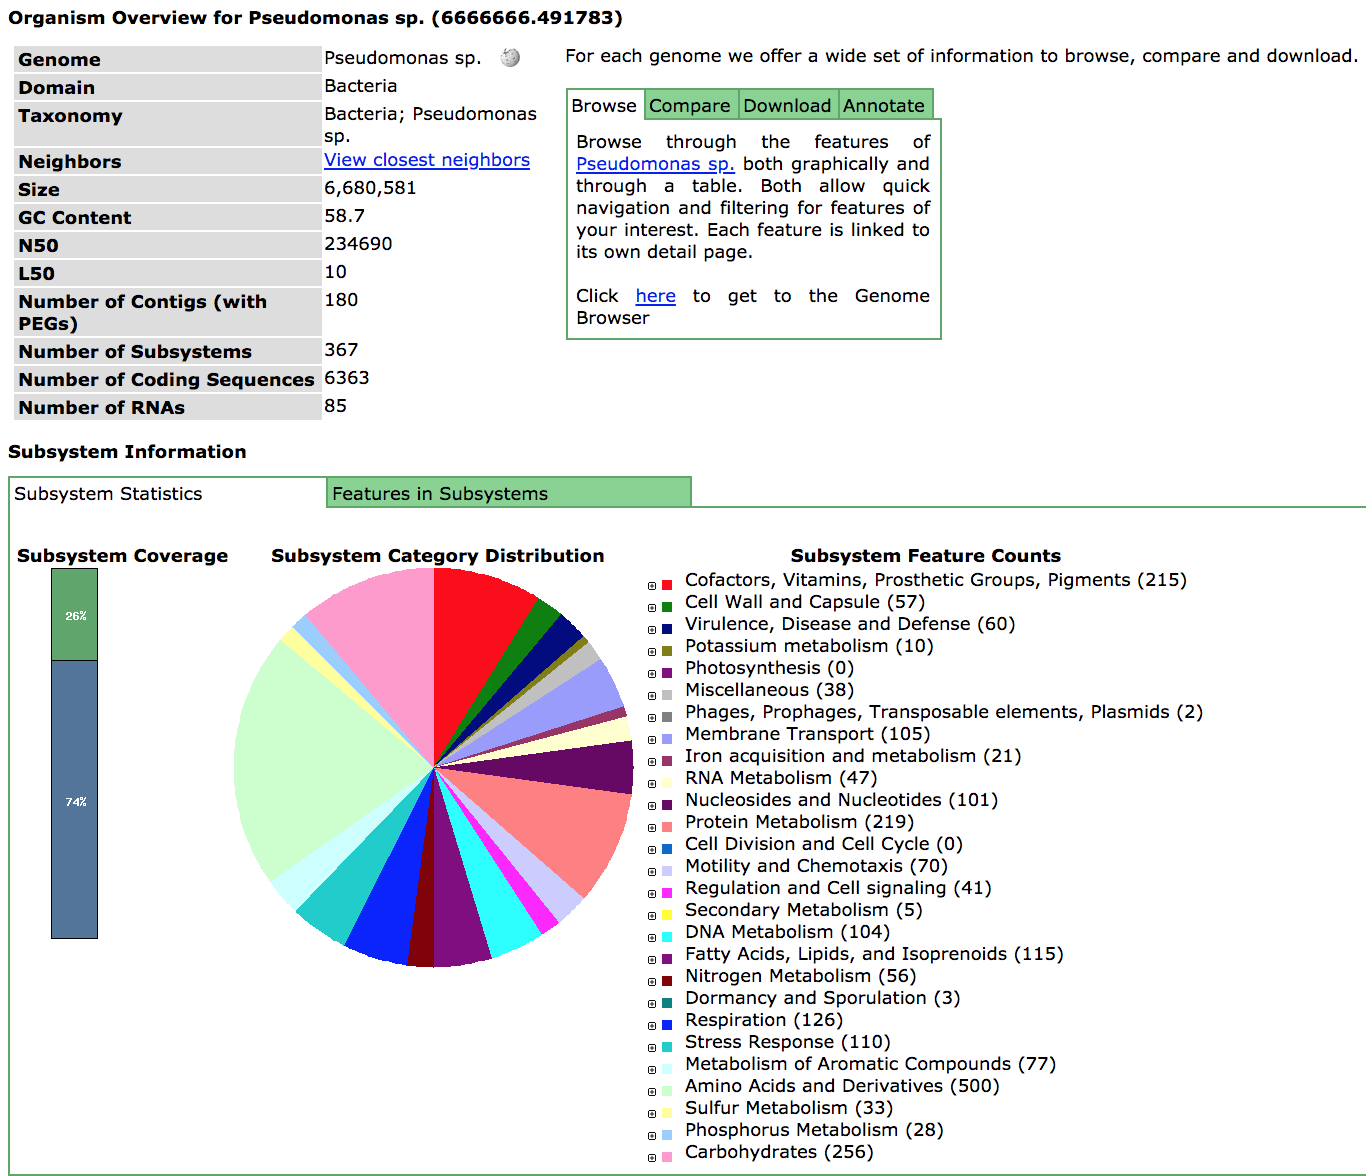 Organism Overview for Pseudomonas sp. (6666666.491783)
Genome Pseudomonas sp.
Domain Bacteria
Taxonomy Bacteria; Pseudomonas
sp.
Neighbors View closest neighbors
Size 6,680,581
GC Content 58.7
N50 234690
L50 10
Number of Contigs (with 180
PEGs)
Number of Subsystems 367
Number of Coding Sequences 6363
Number of RNAs 85
For each genome we offer a wide set of information to browse, compare and download.
Browse Compare Download Annotate
Browse through the features of
Pseudomonas sp. both graphically and
through a table. Both allow quick
navigation and filtering for features of
your interest. Each feature is linked to
its own detail page.
Click here to get to the Genome
Browser
Subsystem Information
Subsystem Statistics Features in Subsystems
Subsystem Coverage
26%
74%
Subsystem Category Distribution
Subsystem Feature Counts
Cofactors, Vitamins, Prosthetic Groups, Pigments (215)
Cell Wall and Capsule (57)
Virulence, Disease and Defense (60)
Potassium metabolism (10)
Photosynthesis (0)
Miscellaneous (38)
Phages, Prophages, Transposable elements, Plasmids (2)
Membrane Transport (105)
Iron acquisition and metabolism (21)
RNA Metabolism (47)
Nucleosides and Nucleotides (101)
Protein Metabolism (219)
Cell Division and Cell Cycle (0)
Motility and Chemotaxis (70)
Regulation and Cell signaling (41)
Secondary Metabolism (5)
DNA Metabolism (104)
Fatty Acids, Lipids, and Isoprenoids (115)
Nitrogen Metabolism (56)
Dormancy and Sporulation (3)
Respiration (126)
Stress Response (110)
Metabolism of Aromatic Compounds (77)
Amino Acids and Derivatives (500)
Sulfur Metabolism (33)
Phosphorus Metabolism (28)
Carbohydrates (256)